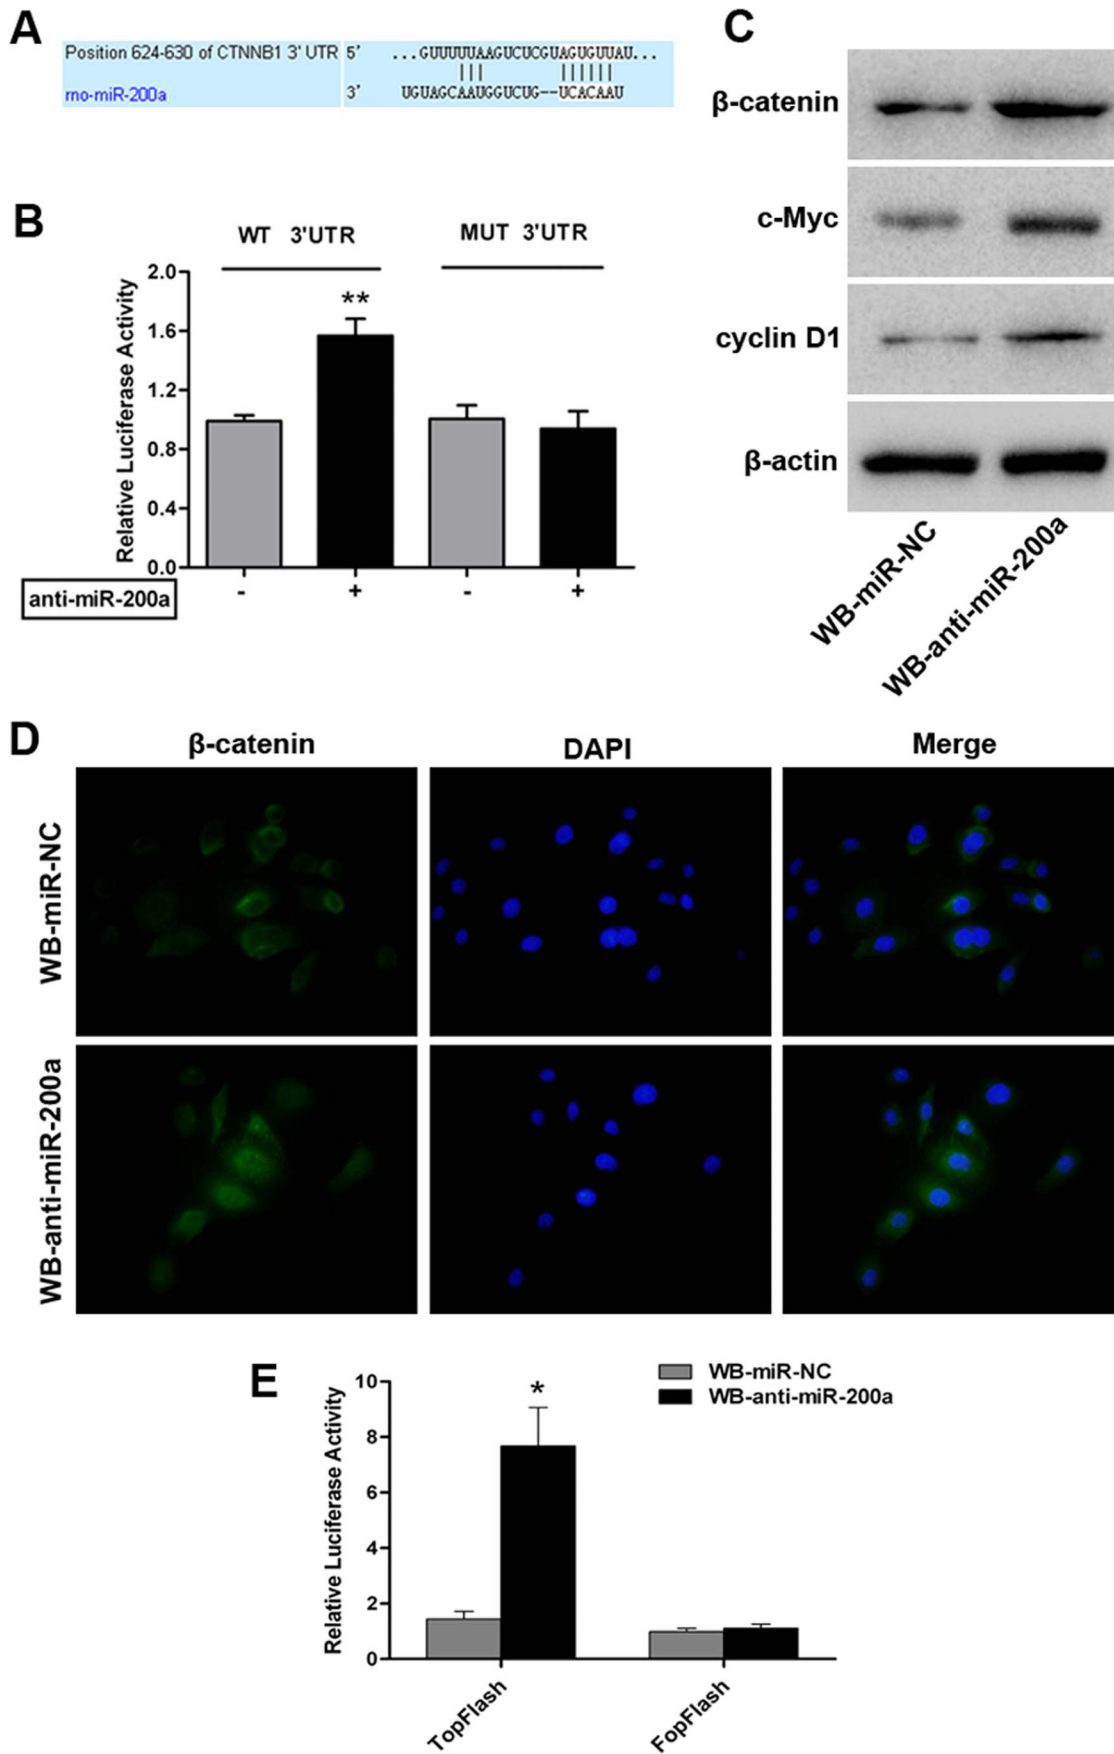 A
Position 624-630 of CTNNB1 3' UTR 5' ...GUUUUUAAGUCUCGUAGUGUUAU...
rno-miR-200a 3' UGUAGCAAUGGUCUG--UCACAAU
B
WT 3'UTR MUT 3'UTR
Relative Luciferase Activity
2.0
1.6
1.2
0.8
0.4
0.0
**
anti-miR-200a - + - +
C
β-catenin
c-Myc
cyclin D1
β-actin
WB-miR-NC
WB-anti-miR-200a
D
β-catenin DAPI Merge
WB-miR-NC
WB-anti-miR-200a
E
WB-miR-NC
WB-anti-miR-200a
Relative Luciferase Activity
10
8
6
4
2
0
*
TopFlash
FopFlash